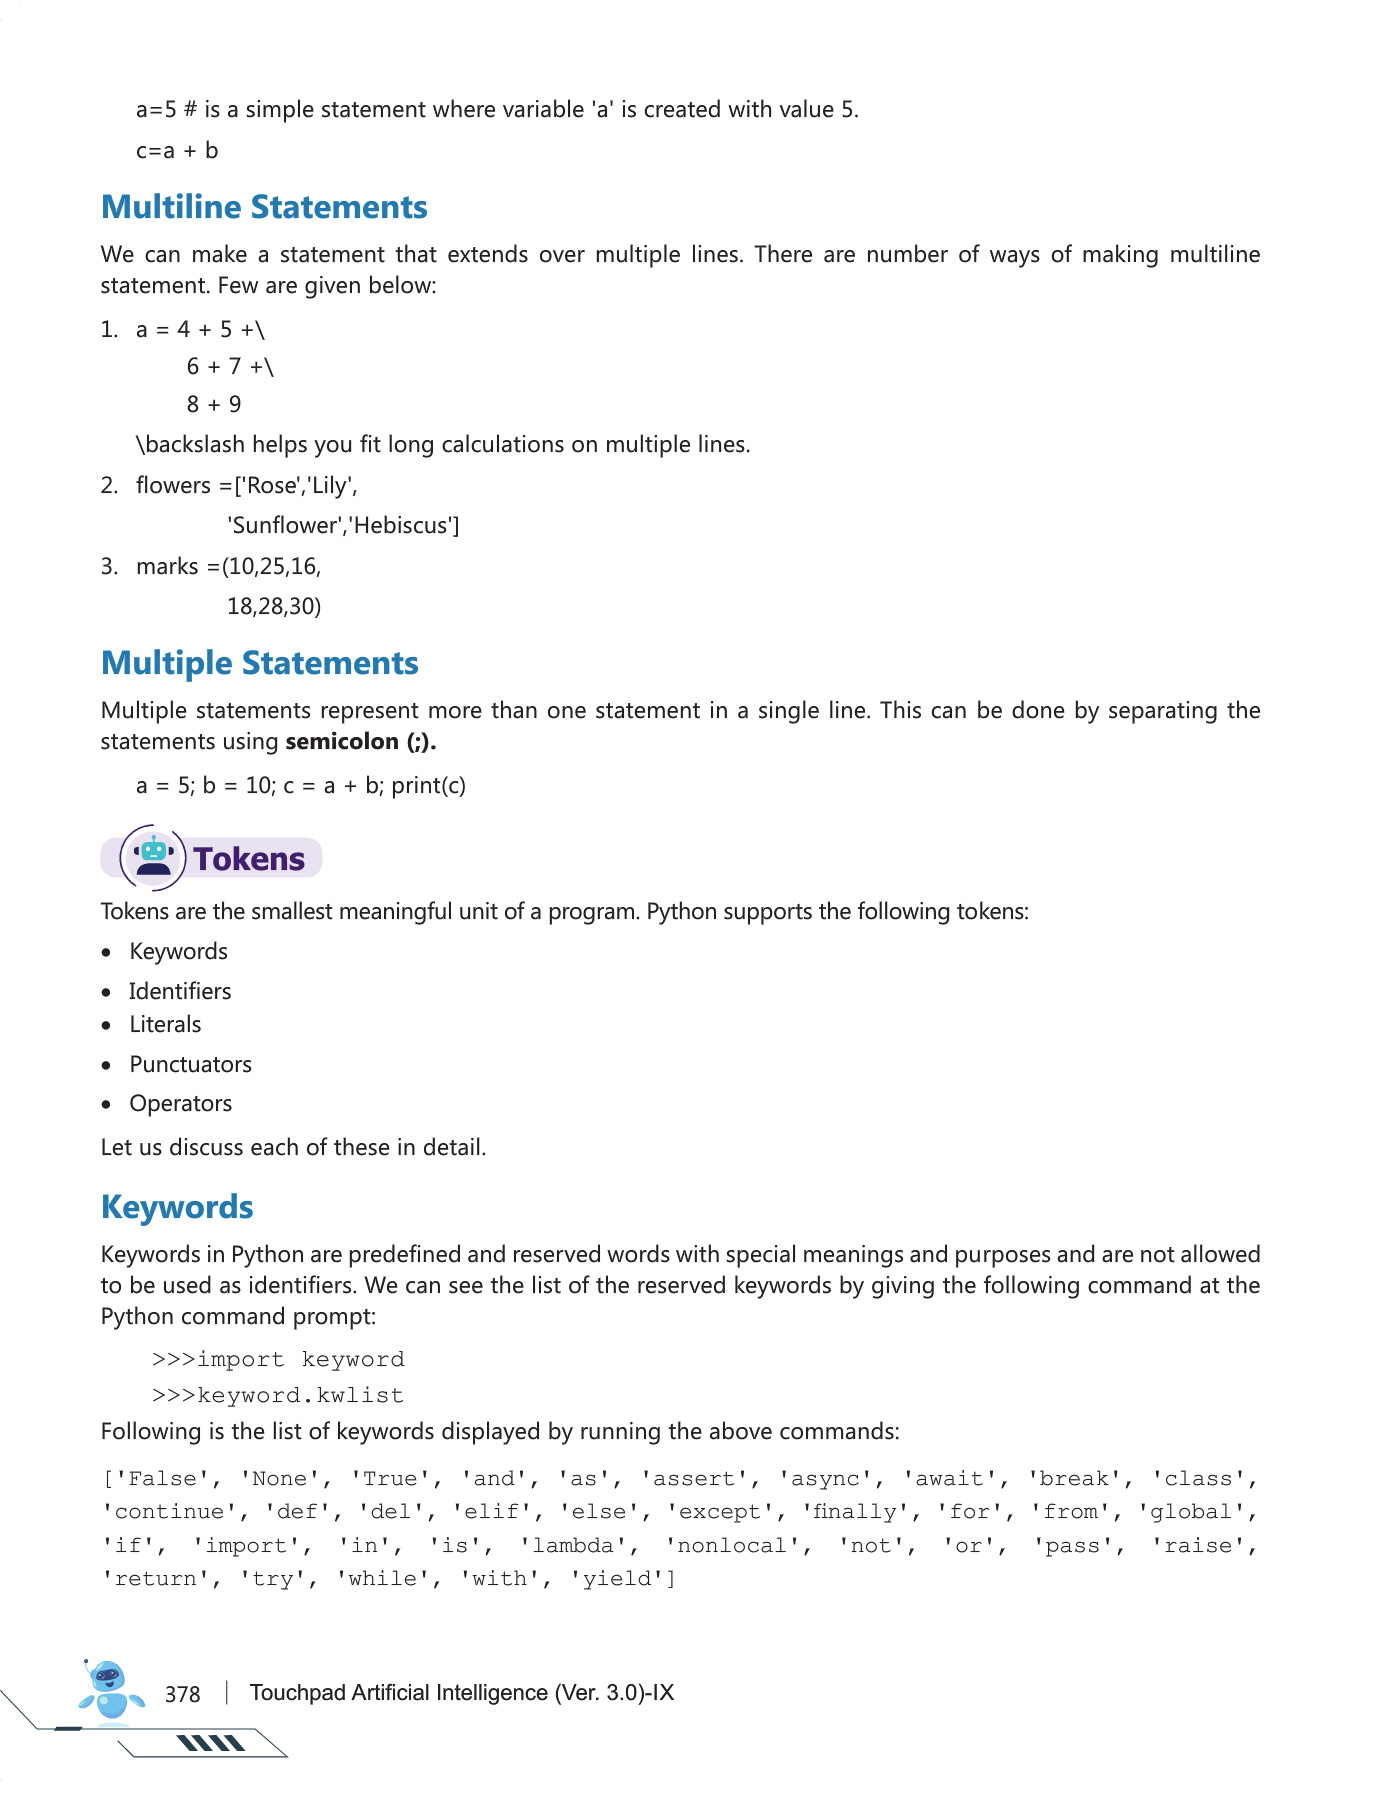 a=5 # is a simple statement where variable 'a' is created with value 5.
c=a + b
Multiline Statements
We can make a statement that extends over multiple lines. There are number of ways of making multiline
statement. Few are given below:
1. a = 4 + 5 +\
6 + 7 +\
8 + 9
\backslash helps you fit long calculations on multiple lines.
2. flowers =['Rose','Lily',
'Sunflower','Hebiscus']
3. marks =(10,25,16,
18,28,30)
Multiple Statements
Multiple statements represent more than one statement in a single line. This can be done by separating the
statements using semicolon (;).
a = 5; b = 10; c = a + b; print(c)
Tokens
Tokens are the smallest meaningful unit of a program. Python supports the following tokens:
• Keywords
• Identifiers
• Literals
• Punctuators
• Operators
Let us discuss each of these in detail.
Keywords
Keywords in Python are predefined and reserved words with special meanings and purposes and are not allowed
to be used as identifiers. We can see the list of the reserved keywords by giving the following command at the
Python command prompt:
>>>import keyword
>>>keyword.kwlist
Following is the list of keywords displayed by running the above commands:
['False', 'None', 'True', 'and', 'as', 'assert', 'async', 'await', 'break', 'class',
'continue', 'def', 'del', 'elif', 'else', 'except', 'finally', 'for', 'from', 'global',
'if', 'import', 'in', 'is', 'lambda', 'nonlocal', 'not', 'or', 'pass', 'raise',
'return', 'try', 'while', 'with', 'yield']
378 | Touchpad Artificial Intelligence (Ver. 3.0)-IX